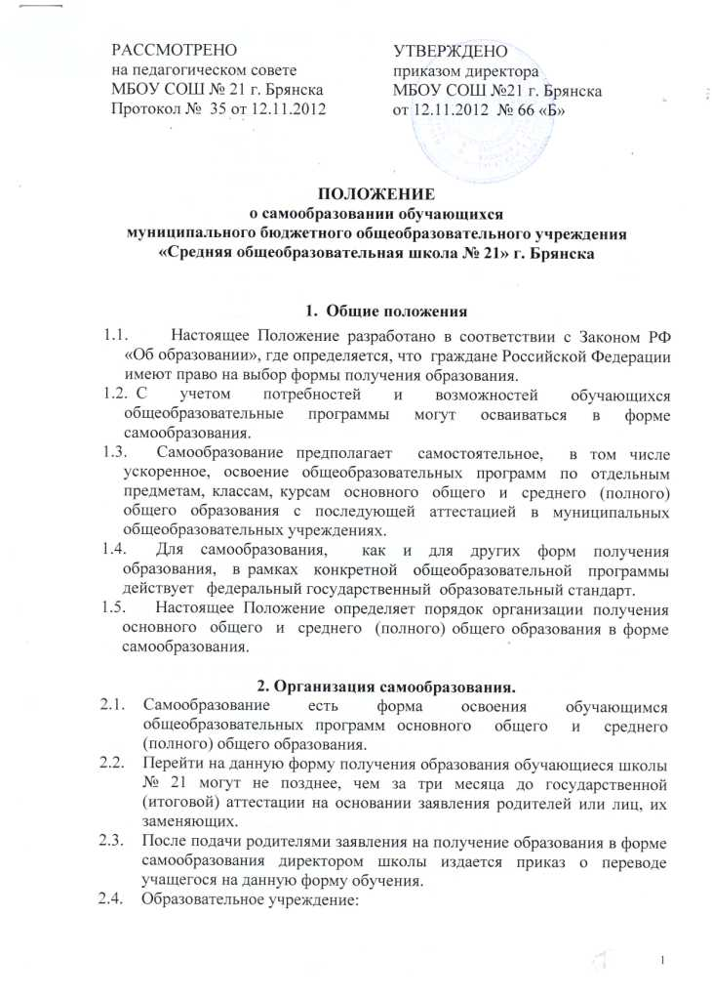 РАССМОТРЕНО
на педагогическом совете
МБОУ СОШ № 21 г. Брянска
Протокол № 35 от 12.11.2012
УТВЕРЖДЕНО
приказом директора
МБОУ СОШ №21 г. Брянска
от 12.11.2012 № 66 «Б»
ПОЛОЖЕНИЕ
о самообразовании обучающихся
муниципального бюджетного общеобразовательного учреждения
«Средняя общеобразовательная школа № 21» г. Брянска
1. Общие положения
1.1. Настоящее Положение разработано в соответствии с Законом РФ
«Об образовании», где определяется, что граждане Российской Федерации
имеют право на выбор формы получения образования.
1.2. С учетом потребностей и возможностей обучающихся
общеобразовательные программы могут осваиваться в форме
самообразования.
1.3. Самообразование предполагает самостоятельное, в том числе
ускоренное, освоение общеобразовательных программ по отдельным
предметам, классам, курсам основного общего и среднего (полного)
общего образования с последующей аттестацией в муниципальных
общеобразовательных учреждениях.
1.4. Для самообразования, как и для других форм получения
образования, в рамках конкретной общеобразовательной программы
действует федеральный государственный образовательный стандарт.
1.5. Настоящее Положение определяет порядок организации получения
основного общего и среднего (полного) общего образования в форме
самообразования.
2. Организация самообразования.
2.1. Самообразование есть форма освоения обучающимся
общеобразовательных программ основного общего и среднего
(полного) общего образования.
2.2. Перейти на данную форму получения образования обучающиеся школы
№ 21 могут не позднее, чем за три месяца до государственной
(итоговой) аттестации на основании заявления родителей или лиц, их
заменяющих.
2.3. После подачи родителями заявления на получение образования в форме
самообразования директором школы издается приказ о переводе
учащегося на данную форму обучения.
2.4. Образовательное учреждение:
1